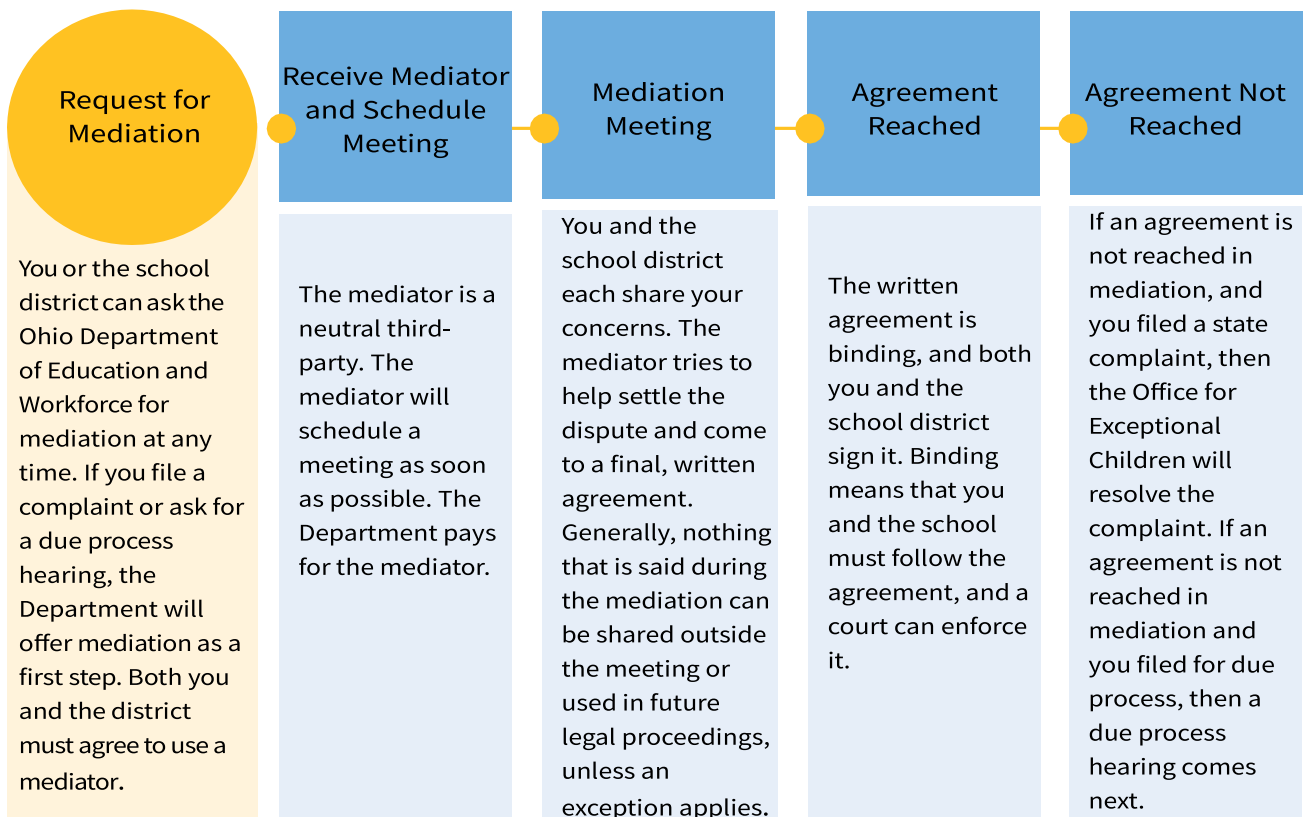 Request for
Mediation
You or the school
district can ask the
Ohio Department
of Education and
Workforce for
mediation at any
time. If you file a
complaint or ask for
a due process
hearing, the
Department will
offer mediation as a
first step. Both you
and the district
must agree to use a
mediator.
Receive Mediator
and Schedule
Meeting
The mediator is a
neutral third-
party. The
mediator will
schedule a
meeting as soon
as possible. The
Department pays
for the mediator.
Mediation
Meeting
You and the
school district
each share your
concerns. The
mediator tries to
help settle the
dispute and come
to a final, written
agreement.
Generally, nothing
that is said during
the mediation can
be shared outside
the meeting or
used in future
legal proceedings,
unless an
exception applies.
Agreement
Reached
The written
agreement is
binding, and both
you and the
school district
sign it. Binding
means that you
and the school
must follow the
agreement, and a
court can enforce
it.
Agreement Not
Reached
If an agreement is
not reached in
mediation, and
you filed a state
complaint, then
the Office for
Exceptional
Children will
resolve the
complaint. If an
agreement is not
reached in
mediation and
you filed for due
process, then a
due process
hearing comes
next.